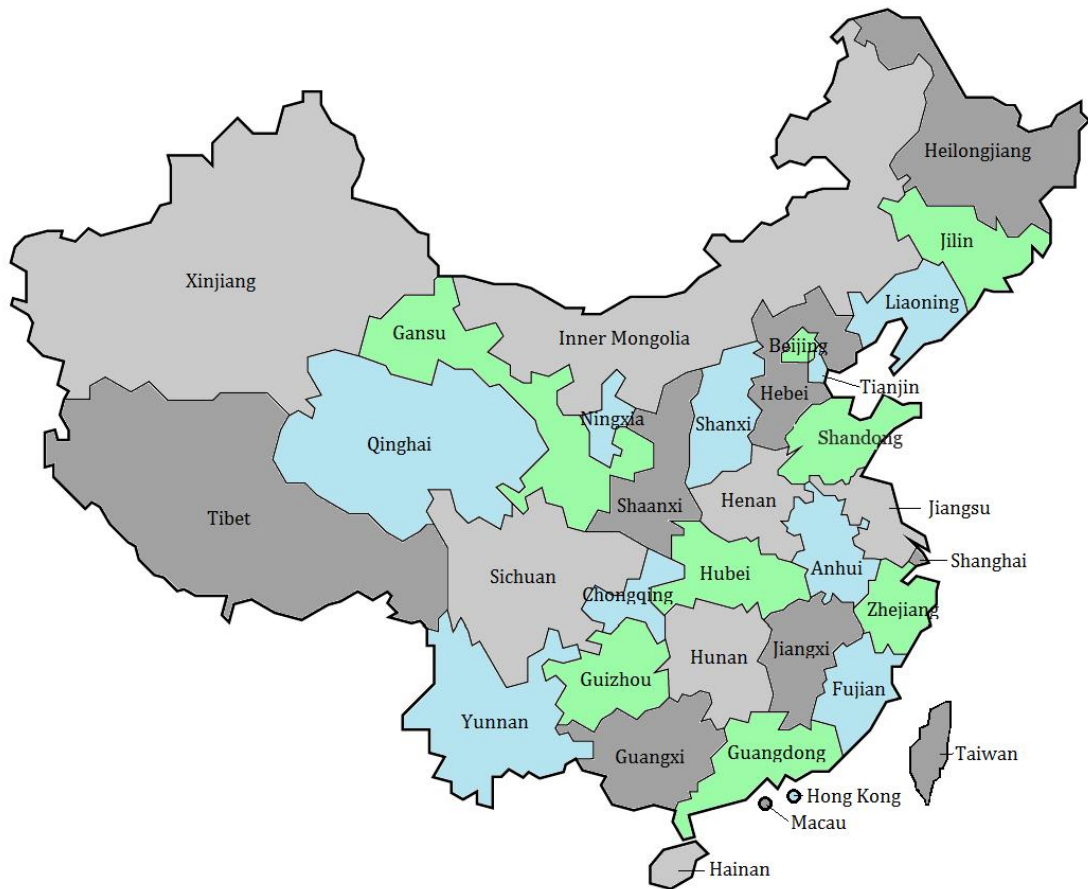 Heilongjiang
Jilin
Xinjiang
Liaoning
Gansu
Inner Mongolia
Beijing
Tianjin
Hebei
Ningxia
Shanxi
Shandong
Qinghai
Henan
Shaanxi
Jiangsu
Tibet
Shanghai
Anhui
Hubei
Sichuan
Chongqing
Zhejiang
Jiangxi
Hunan
Guizhou
Fujian
Yunnan
Guangdong
Guangxi
Taiwan
Hong Kong
Macau
Hainan